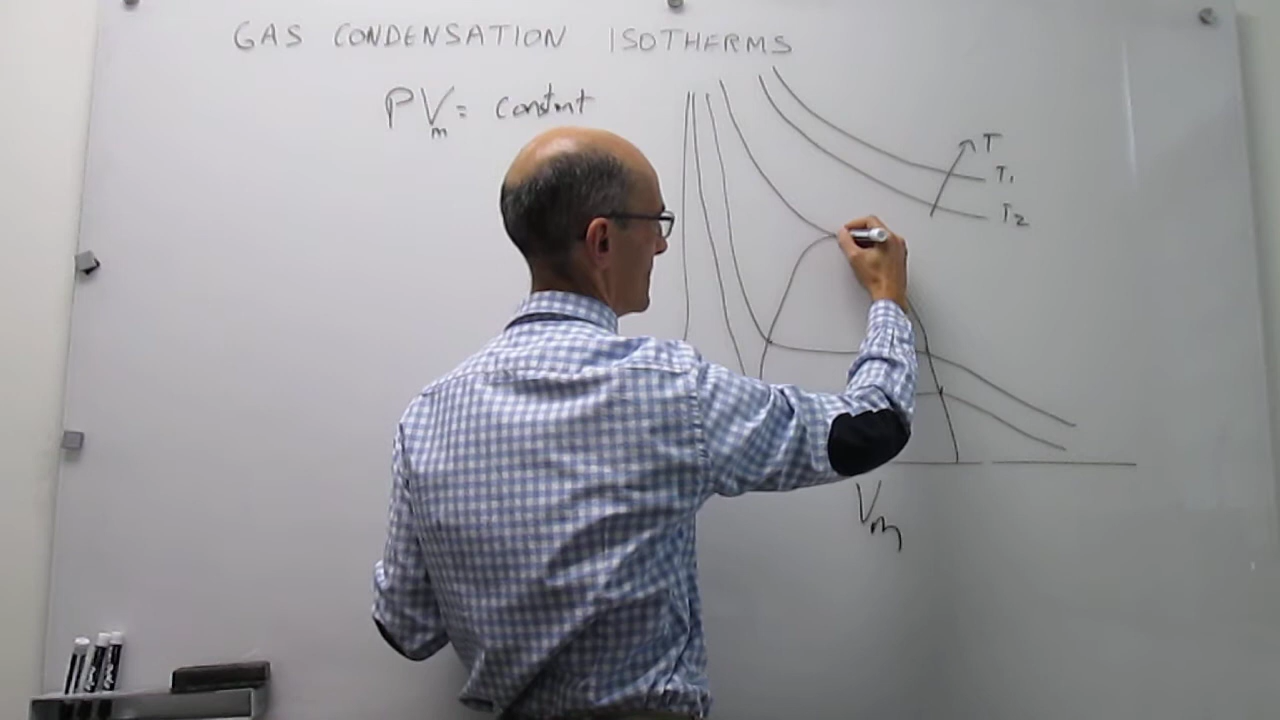 GAS CONDENSATION ISOTHERMS
PVm = constant
T
T1
T2
Vm